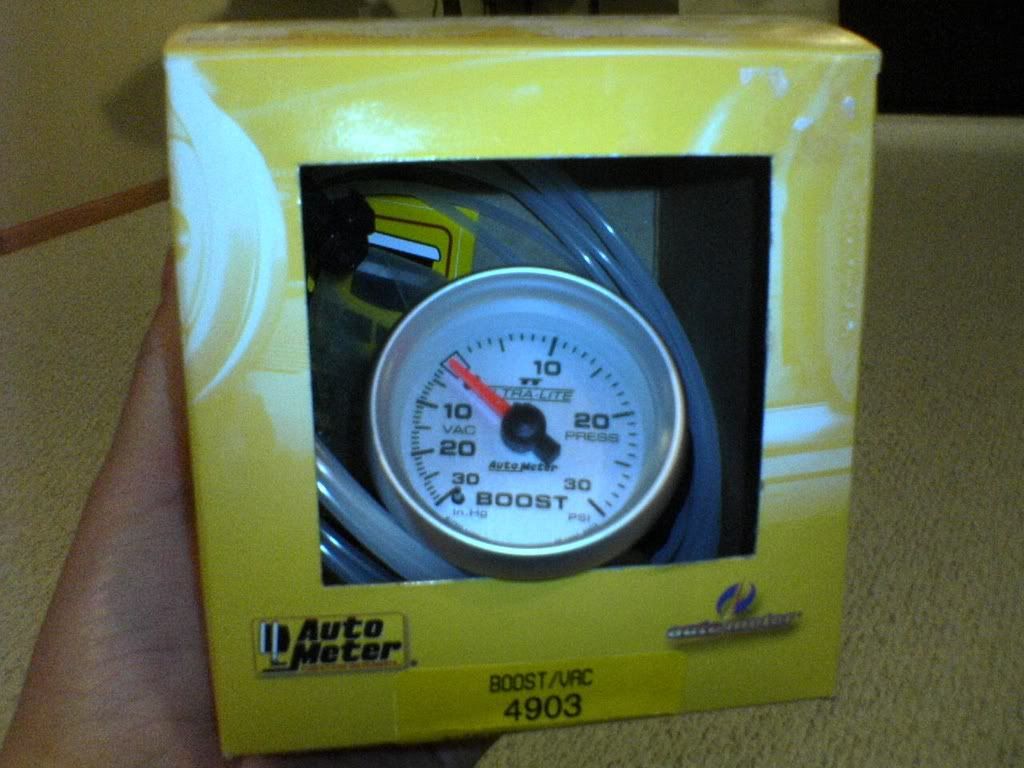 10
ULTRA-LITE
10
20
VAC
PRESS
20
Auto Meter
30
30
BOOST
In.Hg
PSI
Auto
Meter
autometer
BOOST/VAC
4903